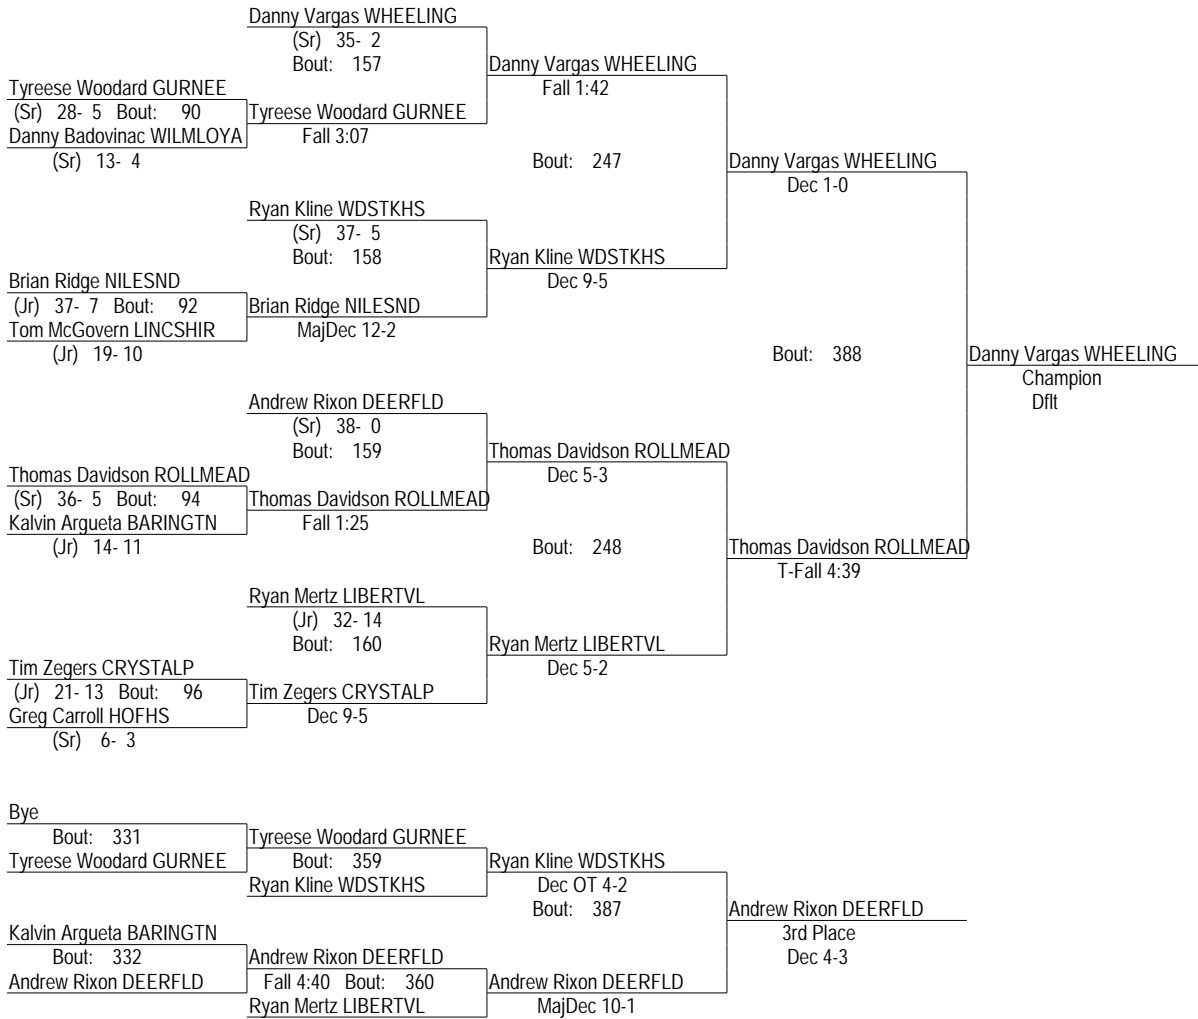 Danny Vargas WHEELING
(Sr) 35- 2
Bout: 157
Danny Vargas WHEELING
Fall 1:42
Tyreese Woodard GURNEE
(Sr) 28- 5 Bout: 90
Tyreese Woodard GURNEE
Fall 3:07
Danny Badovinac WILMLOYA
(Sr) 13- 4
Bout: 247
Danny Vargas WHEELING
Dec 1-0
Ryan Kline WDSTKHS
(Sr) 37- 5
Bout: 158
Ryan Kline WDSTKHS
Dec 9-5
Brian Ridge NILESND
(Jr) 37- 7 Bout: 92
Brian Ridge NILESND
MajDec 12-2
Tom McGovern LINCSHIR
(Jr) 19- 10
Bout: 388
Danny Vargas WHEELING
Champion
Dflt
Andrew Rixon DEERFLD
(Sr) 38- 0
Bout: 159
Thomas Davidson ROLLMEAD
Dec 5-3
Thomas Davidson ROLLMEAD
(Sr) 36- 5 Bout: 94
Thomas Davidson ROLLMEAD
Fall 1:25
Kalvin Argueta BARINGTN
(Jr) 14- 11
Bout: 248
Thomas Davidson ROLLMEAD
T-Fall 4:39
Ryan Mertz LIBERTVL
(Jr) 32- 14
Bout: 160
Ryan Mertz LIBERTVL
Dec 5-2
Tim Zegers CRYSTALP
(Jr) 21- 13 Bout: 96
Tim Zegers CRYSTALP
Dec 9-5
Greg Carroll HOFHS
(Sr) 6- 3
Bye
Bout: 331
Tyreese Woodard GURNEE
Tyreese Woodard GURNEE
Bout: 359
Ryan Kline WDSTKHS
Ryan Kline WDSTKHS
Dec OT 4-2
Bout: 387
Andrew Rixon DEERFLD
3rd Place
Dec 4-3
Kalvin Argueta BARINGTN
Bout: 332
Andrew Rixon DEERFLD
Andrew Rixon DEERFLD
Fall 4:40 Bout: 360
Ryan Mertz LIBERTVL
Andrew Rixon DEERFLD
MajDec 10-1